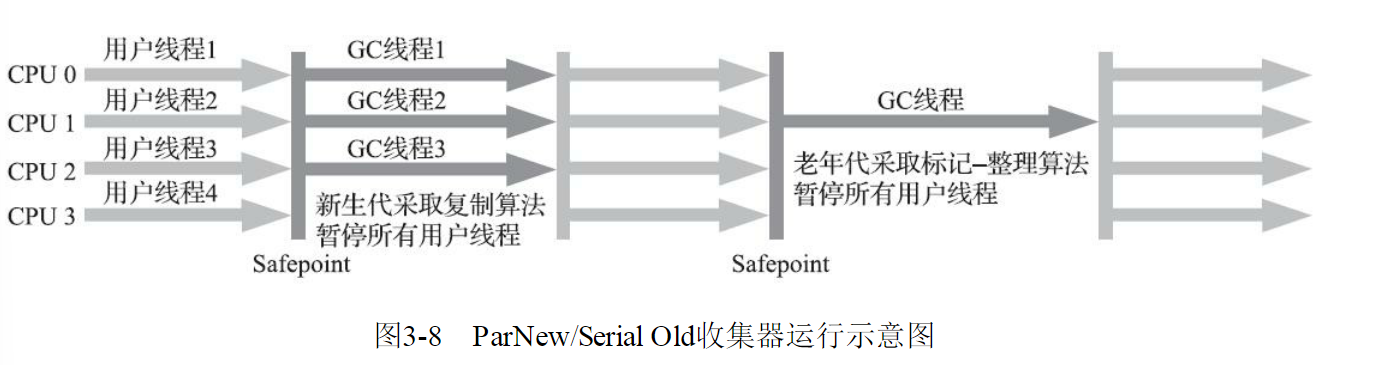 用户线程1
GC线程1
CPU 0
用户线程2
GC线程2
GC线程
CPU 1
用户线程3
GC线程3
CPU 2
老年代采取标记–整理算法
用户线程4
暂停所有用户线程
新生代采取复制算法
CPU 3
暂停所有用户线程
Safepoint
Safepoint
图3-8 ParNew/Serial Old收集器运行示意图